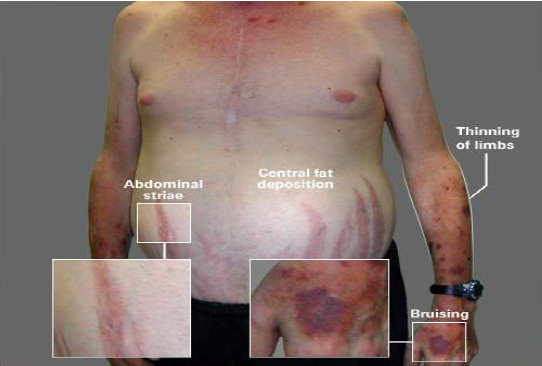 Thinning
of limbs
Central fat
deposition
Abdominal
striae
Bruising